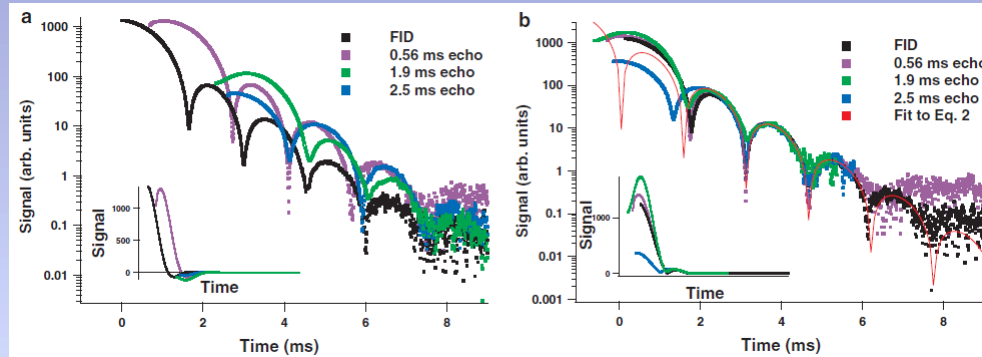 a
Signal (arb. units)
1000
100
10
1
0.1
0.01
FID
0.56 ms echo
1.9 ms echo
2.5 ms echo
Signal
1000
500
0
Time
0 2 4 6 8
Time (ms)
b
Signal (arb. units)
1000
100
10
1
0.1
0.01
0.001
FID
0.56 ms echo
1.9 ms echo
2.5 ms echo
Fit to Eq. 2
Signal
1000
0
Time
0 2 4 6 8
Time (ms)